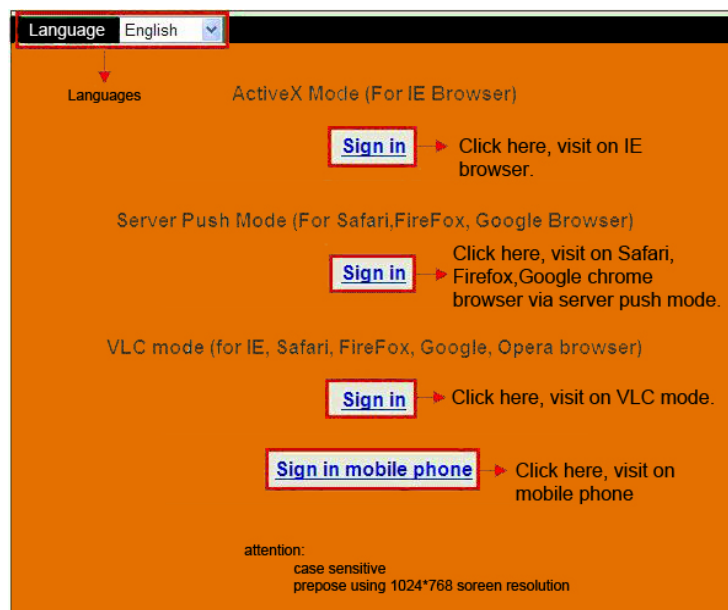 Language English
Languages
ActiveX Mode (For IE Browser)
Sign in
Click here, visit on IE
browser.
Server Push Mode (For Safari,FireFox, Google Browser)
Sign in
Click here, visit on Safari,
Firefox,Google chrome
browser via server push mode.
VLC mode (for IE, Safari, FireFox, Google, Opera browser)
Sign in
Click here, visit on VLC mode.
Sign in mobile phone
Click here, visit on
mobile phone
attention:
case sensitive
prepose using 1024*768 soreen resolution